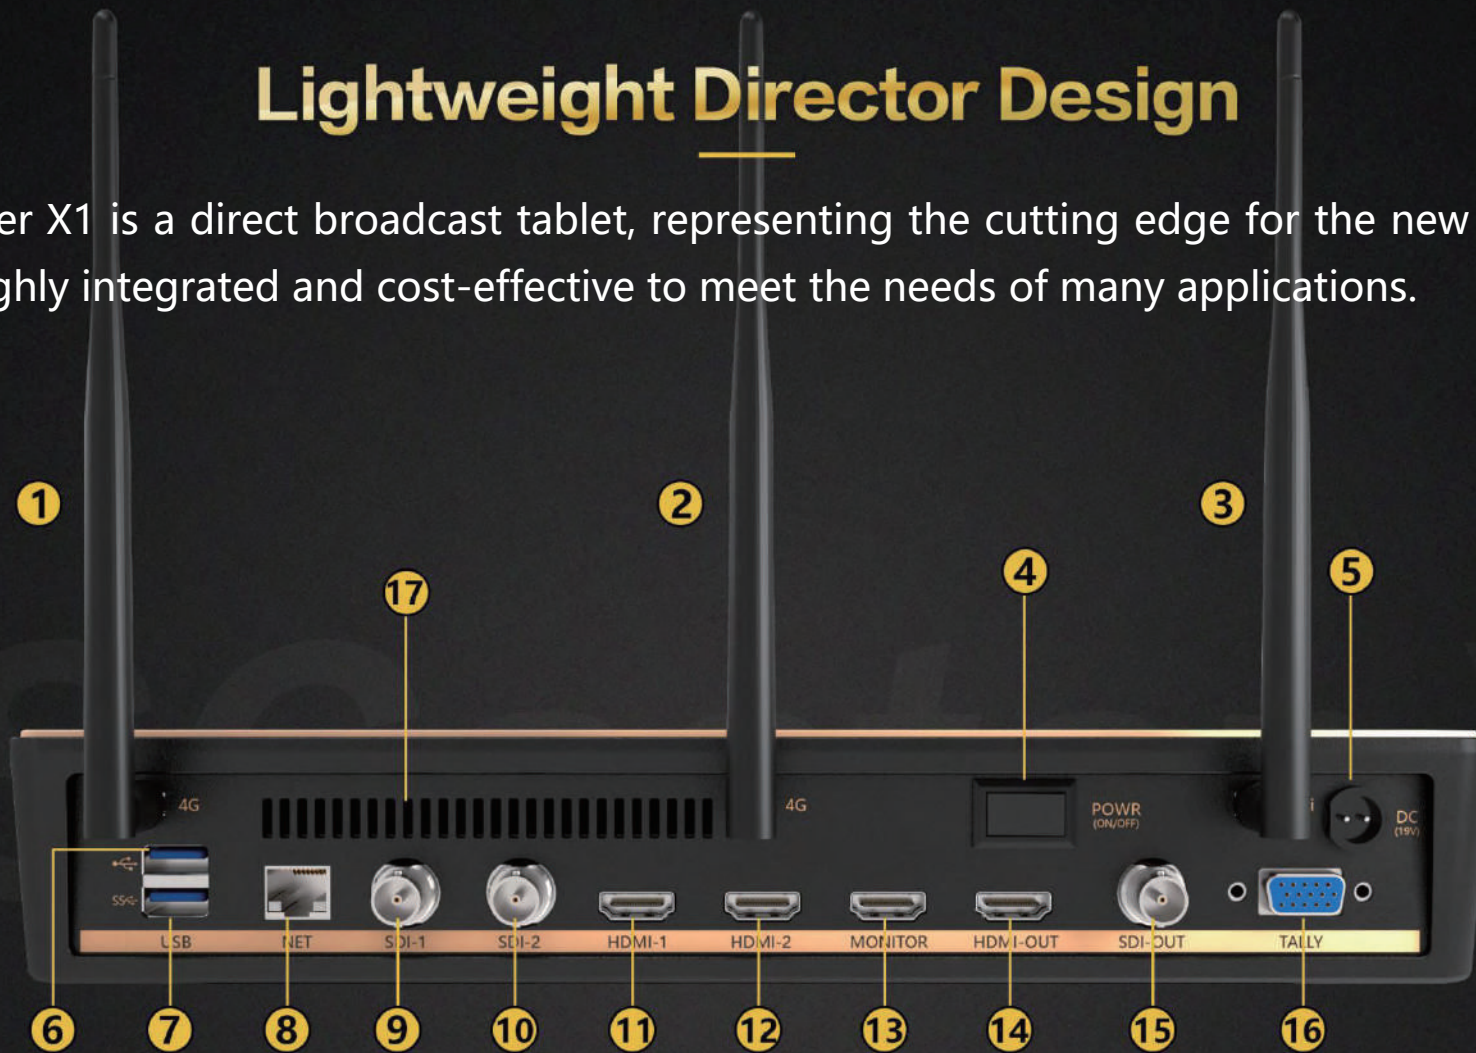 Lightweight Director Design
er X1 is a direct broadcast tablet, representing the cutting edge for the new
ghly integrated and cost-effective to meet the needs of many applications.
1
2
3
4
5
17
4G
4G
POWR
(ON/OFF)
i
DC
(19V)
SS
USB
NET
SDI-1
SDI-2
HDMI-1
HDMI-2
MONITOR
HDMI-OUT
SDI-OUT
TALLY
6
7
8
9
10
11
12
13
14
15
16